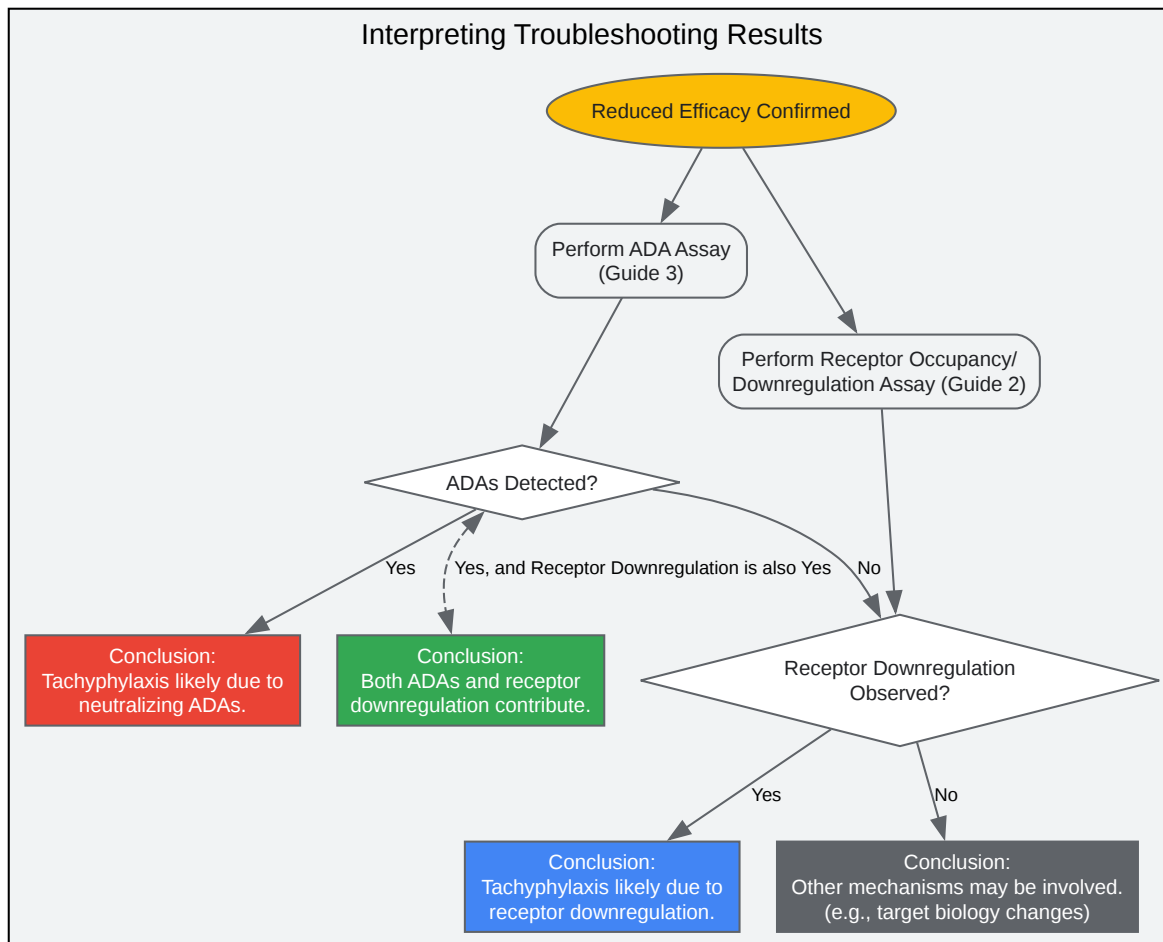 Interpreting Troubleshooting Results
Reduced Efficacy Confirmed
Perform ADA Assay
(Guide 3)
Perform Receptor Occupancy/
Downregulation Assay (Guide 2)
ADAs Detected?
Yes
Yes, and Receptor Downregulation is also Yes
No
Conclusion:
Tachyphylaxis likely due to
neutralizing ADAs.
Conclusion:
Both ADAs and receptor
downregulation contribute.
Receptor Downregulation
Observed?
Yes
No
Conclusion:
Tachyphylaxis likely due to
receptor downregulation.
Conclusion:
Other mechanisms may be involved.
(e.g., target biology changes)